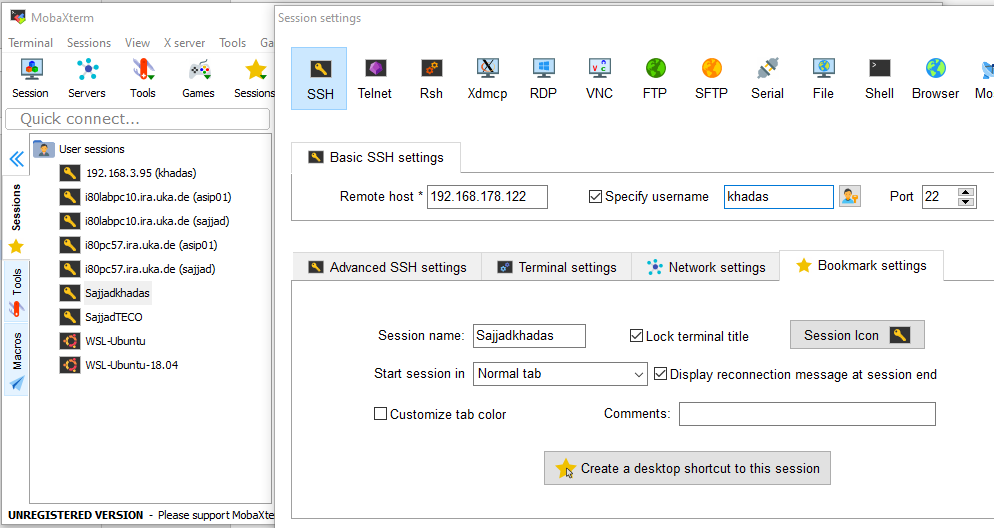 MobaXterm
Terminal Sessions View X server Tools Ga
Session Servers Tools Games Sessions
Quick connect...
Sessions
Tools
Macros
User sessions
192.168.3.95 (khadas)
i80labpc10.ira.uka.de (asip01)
i80labpc10.ira.uka.de (sajjad)
i80pc57.ira.uka.de (asip01)
i80pc57.ira.uka.de (sajjad)
Sajjadkhadas
SajjadTECO
WSL-Ubuntu
WSL-Ubuntu-18.04
UNREGISTERED VERSION - Please support MobaXte
Session settings
SSH Telnet Rsh Xdmcp RDP VNC FTP SFTP Serial File Shell Browser Mo
Basic SSH settings
Remote host * 192.168.178.122 Specify username khadas Port 22
Advanced SSH settings Terminal settings Network settings Bookmark settings
Session name: Sajjadkhadas Lock terminal title Session Icon
Start session in Normal tab Display reconnection message at session end
Customize tab color Comments:
Create a desktop shortcut to this session